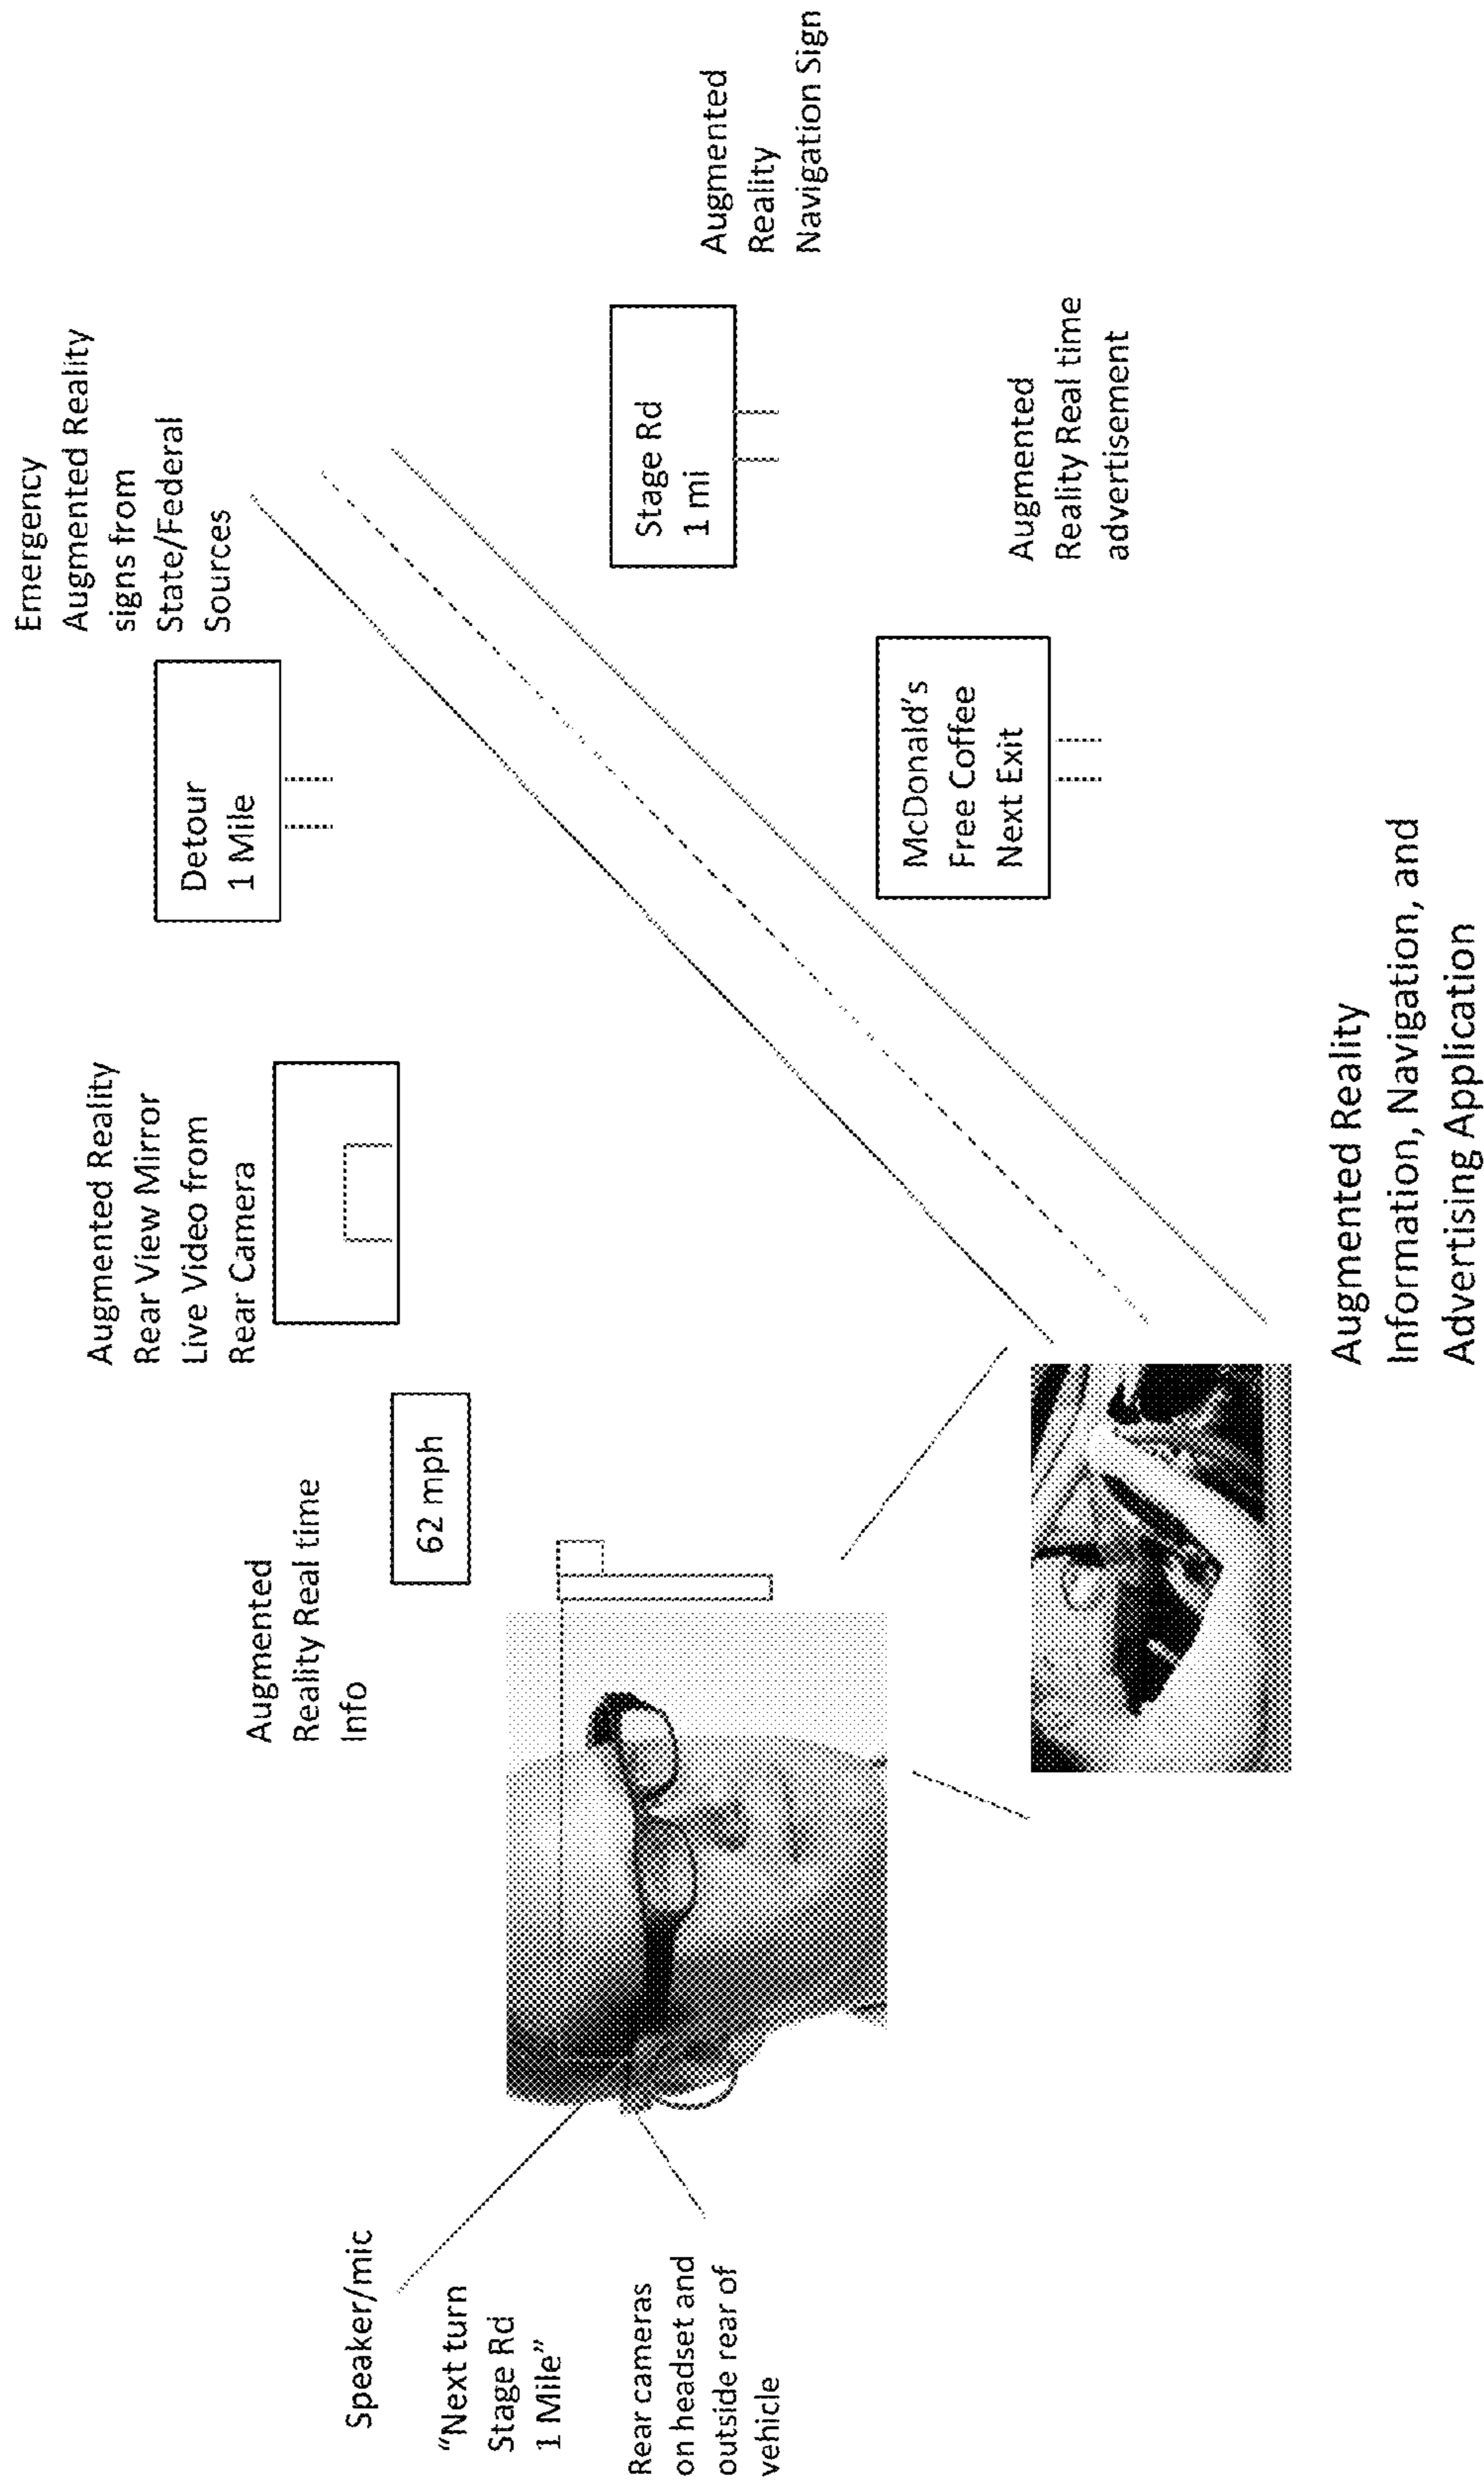 Emergency
Augmented Reality
signs from
State/Federal
Sources
Augmented Reality
Rear View Mirror
Live Video from
Rear Camera
Detour
1 Mile
Augmented
Reality Real time
Info
62 mph
Speaker/mic
“Next turn
Stage Rd
1 Mile”
Rear cameras
on headset and
outside rear of
vehicle
Stage Rd
1 mi
Augmented
Reality
Navigation Sign
McDonald's
Free Coffee
Next Exit
Augmented
Reality Real time
advertisement
Augmented Reality
Information, Navigation, and
Advertising Application